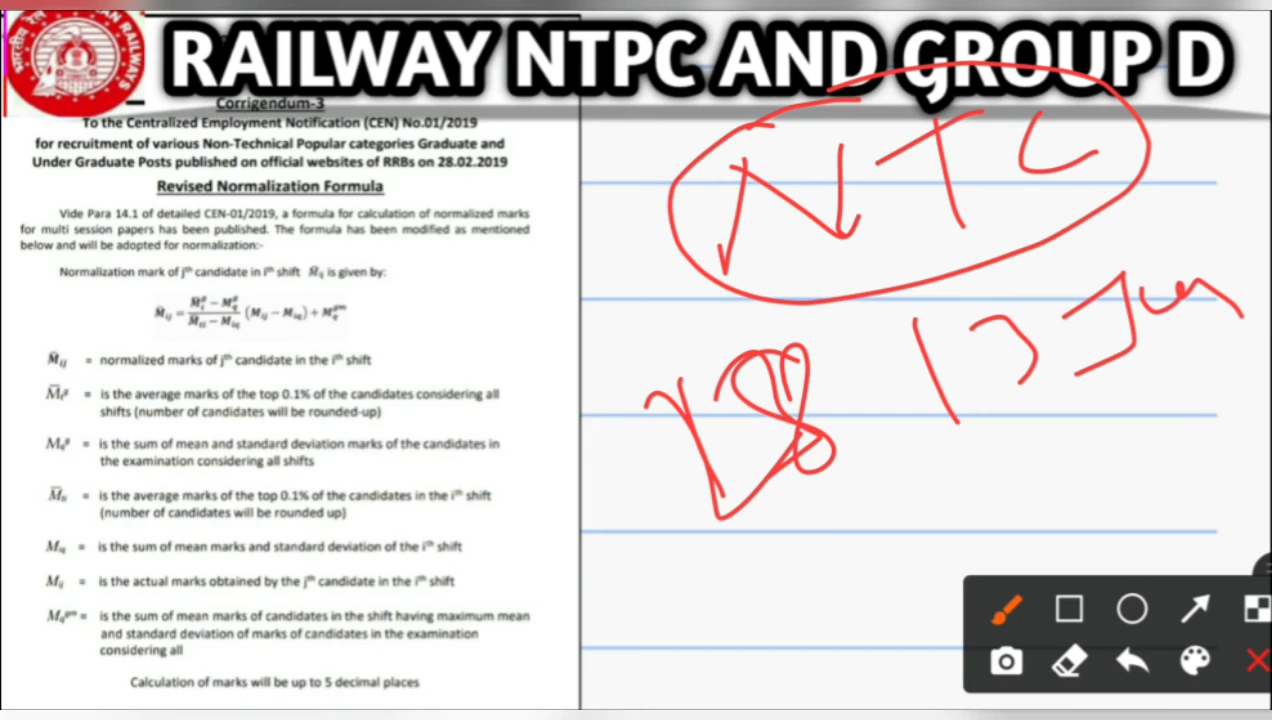 RAILWAY NTPC AND GROUP D
Corrigendum-3
To the Centralized Employment Notification (CEN) No.01/2019
for recruitment of various Non-Technical Popular categories Graduate and
Under Graduate Posts published on official websites of RRBs on 28.02.2019
Revised Normalization Formula
Vide Para 14.1 of detailed CEN-01/2019, a formula for calculation of normalized marks
for multi session papers has been published. The formula has been modified as mentioned
below and will be adopted for normalization:-
Normalization mark of jᵗʰ candidate in iᵗʰ shift M̂ᵢⱼ is given by:
= normalized marks of jᵗʰ candidate in the iᵗʰ shift
= is the average marks of the top 0.1% of the candidates considering all
shifts (number of candidates will be rounded-up)
= is the sum of mean and standard deviation marks of the candidates in
the examination considering all shifts
= is the average marks of the top 0.1% of the candidates in the iᵗʰ shift
(number of candidates will be rounded up)
= is the sum of mean marks and standard deviation of the iᵗʰ shift
= is the actual marks obtained by the jᵗʰ candidate in the iᵗʰ shift
= is the sum of mean marks of candidates in the shift having maximum mean
and standard deviation of marks of candidates in the examination
considering all
Calculation of marks will be up to 5 decimal places
NTC